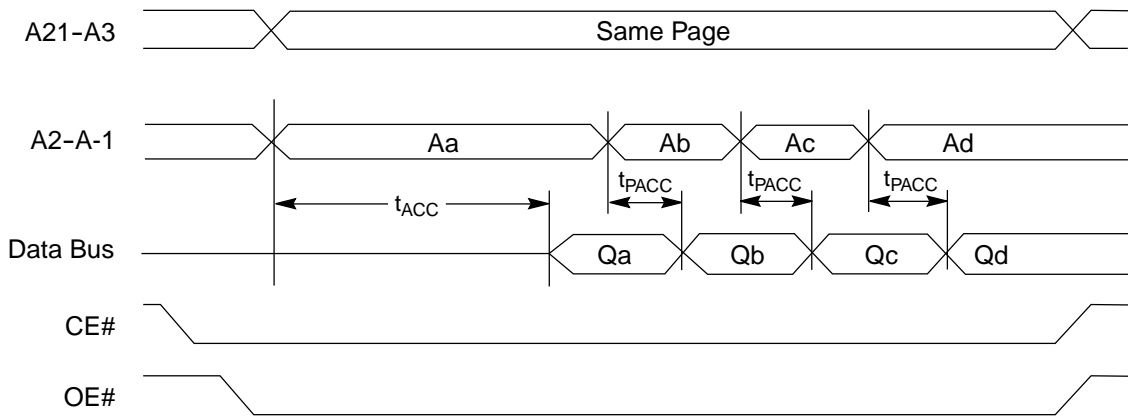 A21–A3 Same Page
A2–A-1 Aa Ab Ac Ad
tPACC tPACC tPACC
tACC
Data Bus Qa Qb Qc Qd
CE#
OE#